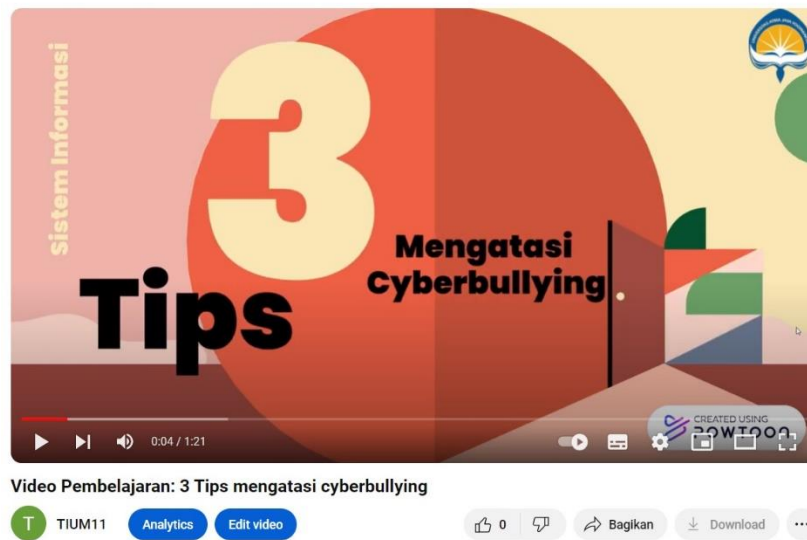 Sistem Informasi
3
Tips
Mengatasi
Cyberbullying
CREATED USING
POWTOON
0:04 / 1:21
Video Pembelajaran: 3 Tips mengatasi cyberbullying
T
TIUM11
Analytics
Edit video
0
Bagikan
Download